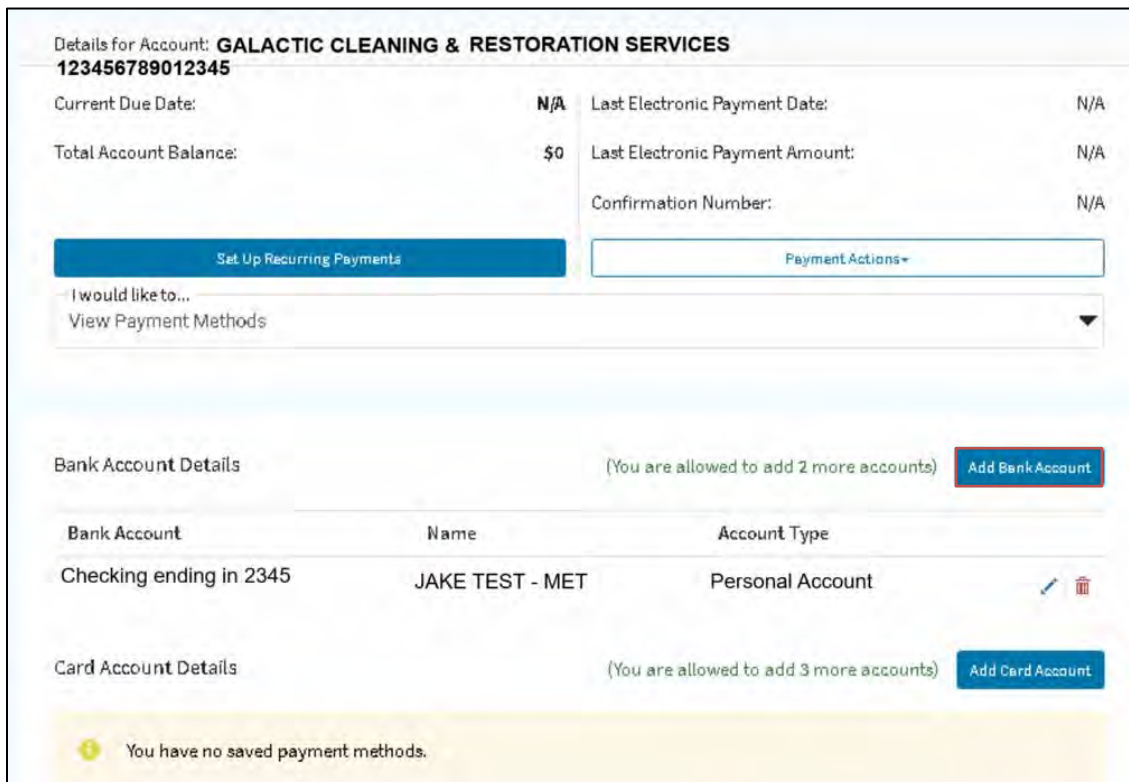 Details for Account: GALACTIC CLEANING & RESTORATION SERVICES
123456789012345
Current Due Date: N/A Last Electronic Payment Date: N/A
Total Account Balance: $0 Last Electronic Payment Amount: N/A
Confirmation Number: N/A
Set Up Recurring Payments Payment Actions
I would like to...
View Payment Methods
Bank Account Details (You are allowed to add 2 more accounts) Add Bank Account
Bank Account Name Account Type
Checking ending in 2345 JAKE TEST - MET Personal Account
Card Account Details (You are allowed to add 3 more accounts) Add Card Account
You have no saved payment methods.